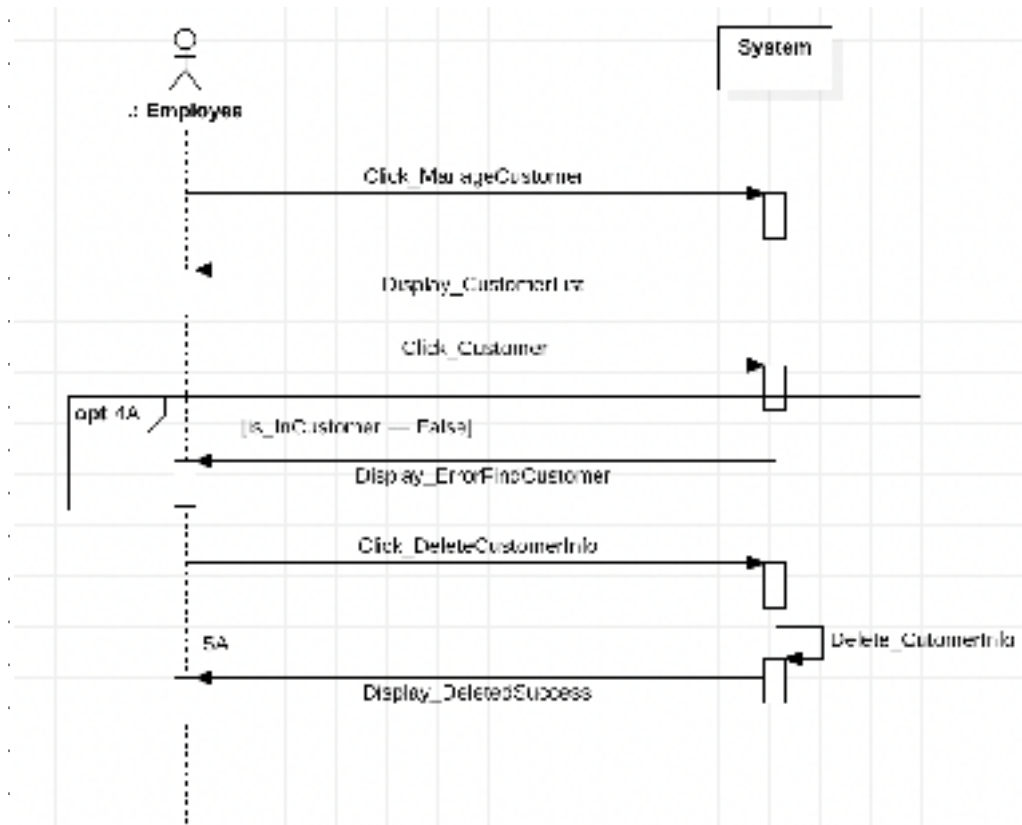 System
.: Employee
Click_ManageCustomer
Display_CustomerList
Click_Customer
opt 4A
[is_InCustomer == False]
Display_ErrorFindCustomer
Click_DeleteCustomerInfo
5A
Delete_CutomerInfo
Display_DeletedSuccess